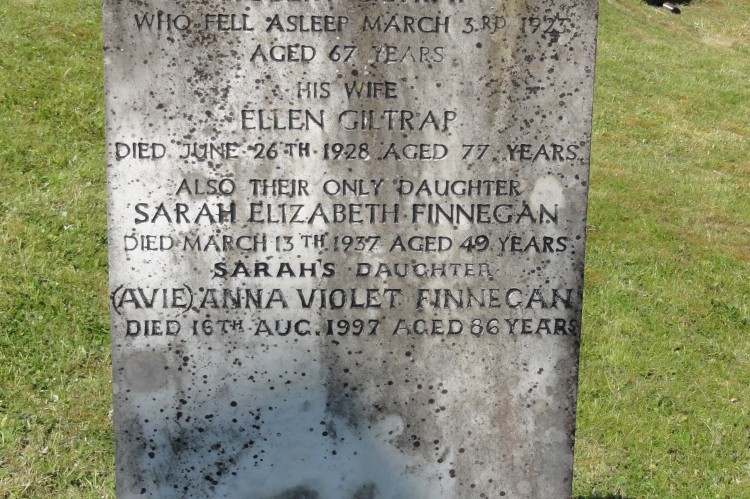 WHO FELL ASLEEP MARCH 3RD
AGED 67 YEARS
HIS WIFE
ELLEN GILTRAP
DIED JUNE 26TH 1928 AGED 77 YEARS
ALSO THEIR ONLY DAUGHTER
SARAH ELIZABETH FINNEGAN
DIED MARCH 13TH 1937 AGED 49 YEARS
SARAH'S DAUGHTER
(AVIE) ANNA VIOLET FINNEGAN
DIED 16TH AUG. 1997 AGED 86 YEARS